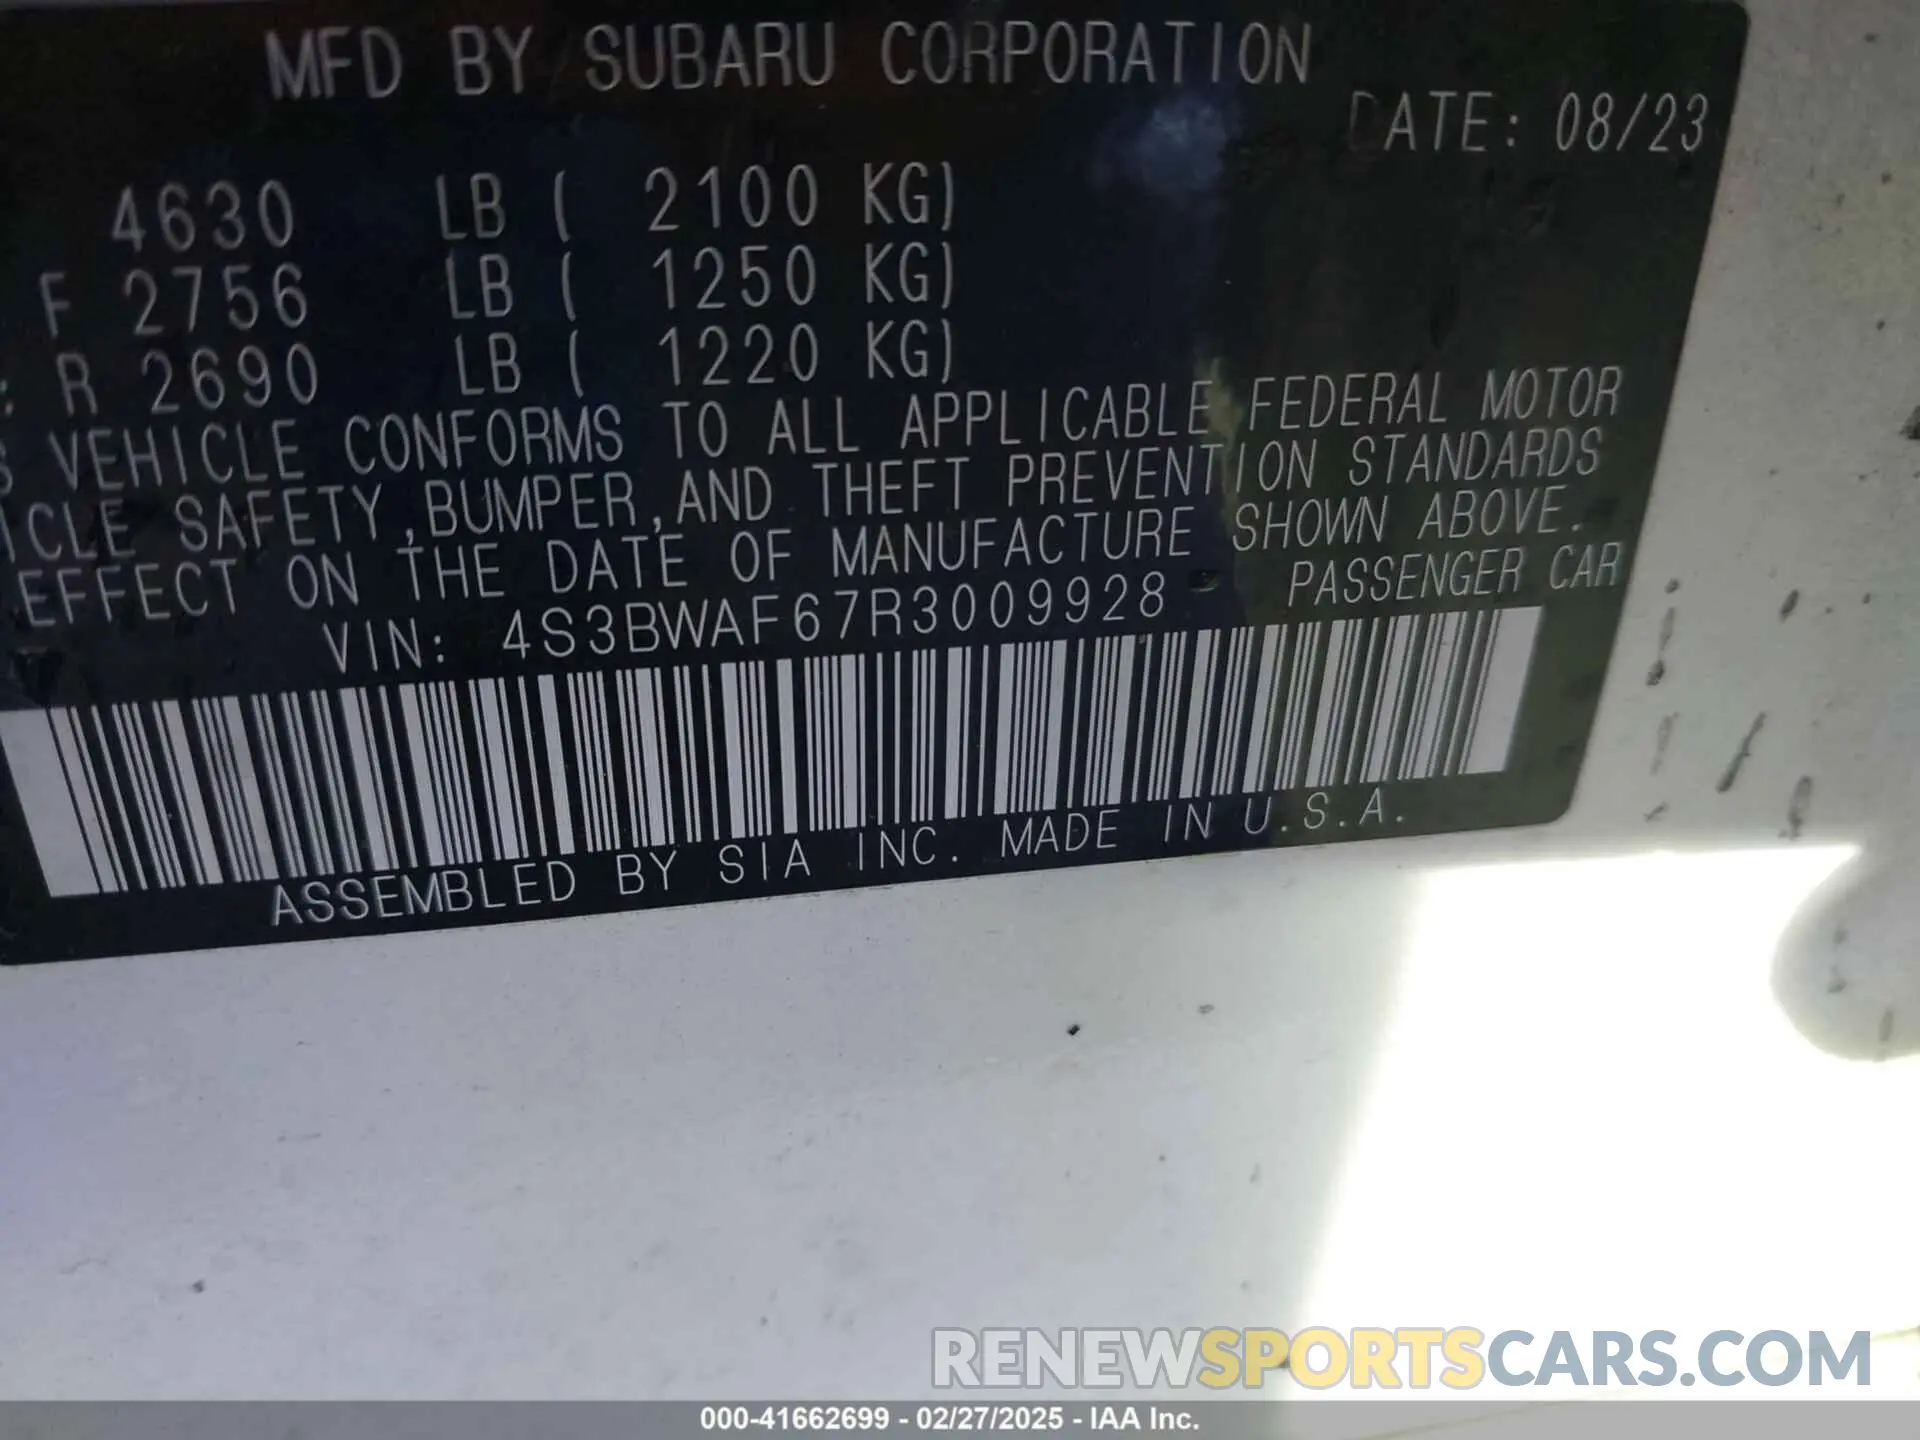 MFD BY SUBARU CORPORATION
DATE: 08/23
4630 LB ( 2100 KG)
F 2756 LB ( 1250 KG)
: R 2690 LB ( 1220 KG)
S VEHICLE CONFORMS TO ALL APPLICABLE FEDERAL MOTOR
ICLE SAFETY,BUMPER,AND THEFT PREVENTION STANDARDS
EFFECT ON THE DATE OF MANUFACTURE SHOWN ABOVE.
VIN: 4S3BWAF67R3009928 PASSENGER CAR
ASSEMBLED BY SIA INC. MADE IN U.S.A.
RENEWSPORTSCARS.COM
000-41662699 - 02/27/2025 - IAA Inc.